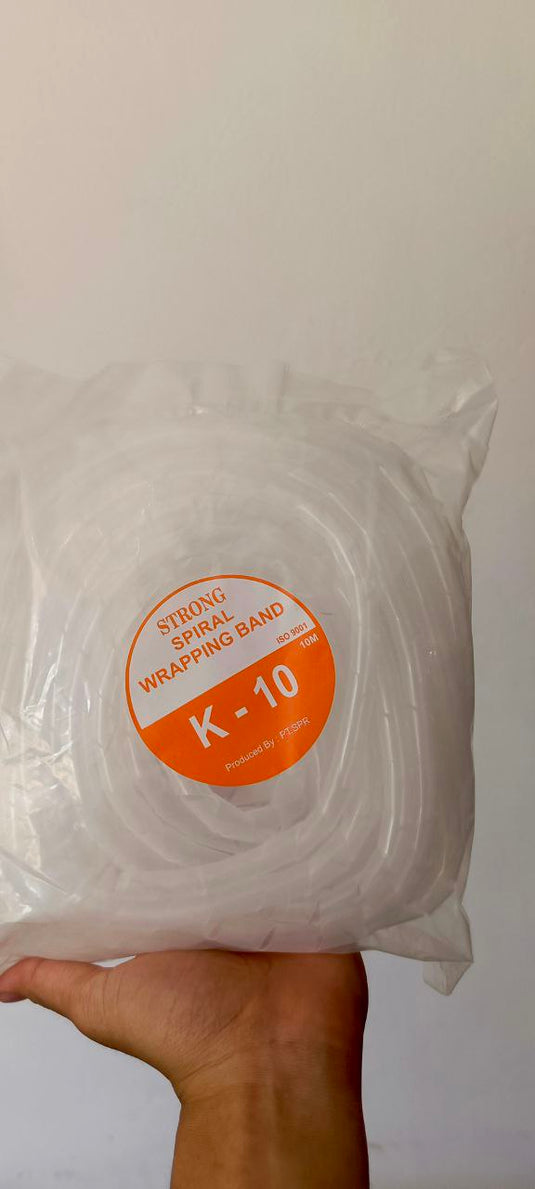 STRONG
SPIRAL
WRAPPING BAND
ISO 9001
10M
K - 10
Produced By : PT.SPR